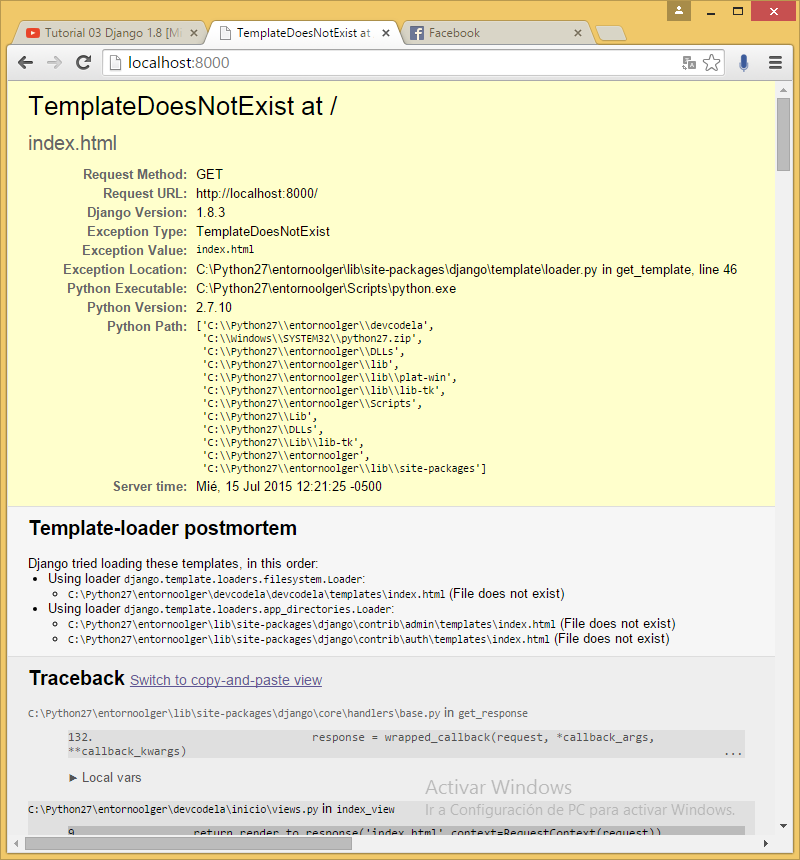 Tutorial 03 Django 1.8 [M
TemplateDoesNotExist at
Facebook
localhost:8000
TemplateDoesNotExist at /
index.html
Request Method: GET
Request URL: http://localhost:8000/
Django Version: 1.8.3
Exception Type: TemplateDoesNotExist
Exception Value: index.html
Exception Location: C:\Python27\entornoolger\lib\site-packages\django\template\loader.py in get_template, line 46
Python Executable: C:\Python27\entornoolger\Scripts\python.exe
Python Version: 2.7.10
Python Path: ['C:\\Python27\\entornoolger\\devcodela',
'C:\\Windows\\SYSTEM32\\python27.zip',
'C:\\Python27\\entornoolger\\DLLs',
'C:\\Python27\\entornoolger\\lib',
'C:\\Python27\\entornoolger\\lib\\plat-win',
'C:\\Python27\\entornoolger\\lib\\lib-tk',
'C:\\Python27\\entornoolger\\Scripts',
'C:\\Python27\\Lib',
'C:\\Python27\\DLLs',
'C:\\Python27\\Lib\\lib-tk',
'C:\\Python27\\entornoolger',
'C:\\Python27\\entornoolger\\lib\\site-packages']
Server time: Mié, 15 Jul 2015 12:21:25 -0500
Template-loader postmortem
Django tried loading these templates, in this order:
Using loader django.template.loaders.filesystem.Loader:
C:\Python27\entornoolger\devcodela\devcodela\templates\index.html (File does not exist)
Using loader django.template.loaders.app_directories.Loader:
C:\Python27\entornoolger\lib\site-packages\django\contrib\admin\templates\index.html (File does not exist)
C:\Python27\entornoolger\lib\site-packages\django\contrib\auth\templates\index.html (File does not exist)
Traceback Switch to copy-and-paste view
C:\Python27\entornoolger\lib\site-packages\django\core\handlers\base.py in get_response
132. response = wrapped_callback(request, *callback_args,
**callback_kwargs) ...
▶ Local vars
Activar Windows
Ir a Configuración de PC para activar Windows.
C:\Python27\entornoolger\devcodela\inicio\views.py in index_view
9 return render_to_response('index.html',context=RequestContext(request))